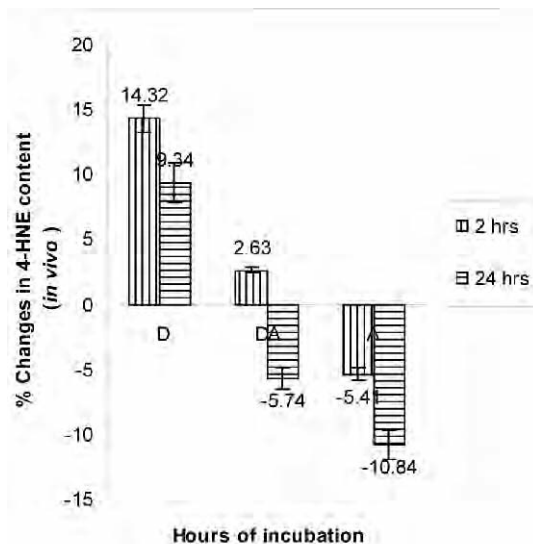 20
15
10
5
0
-5
-10
-15
% Changes in 4-HNE content
(in vivo)
14.32
9.34
2.63
-5.74
-5.41
-10.84
D
DA
A
Hours of incubation
2 hrs
24 hrs